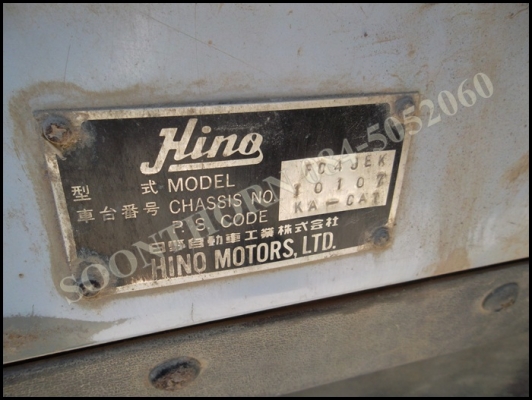 Hino
型 式 MODEL FC4JEK
車台番号 CHASSIS NO. 10107
P.S. CODE KA-CA1
日野自動車工業株式会社
HINO MOTORS, LTD.
SOONTHORN 084-5052060